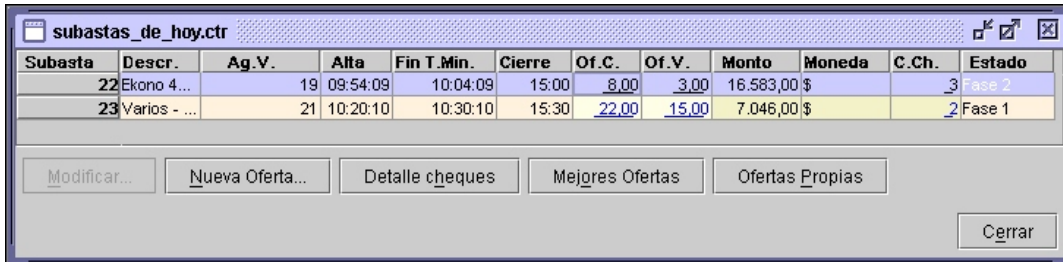 subastas_de_hoy.ctr
Subasta Descr. Ag.V. Alta Fin T.Min. Cierre Of.C. Of.V. Monto Moneda C.Ch. Estado
22 Ekono 4... 19 09:54:09 10:04:09 15:00 8,00 3,00 16.583,00 $ 3 Fase 2
23 Varios - ... 21 10:20:10 10:30:10 15:30 22,00 15,00 7.046,00 $ 2 Fase 1
Modificar... Nueva Oferta... Detalle cheques Mejores Ofertas Ofertas Propias
Cerrar